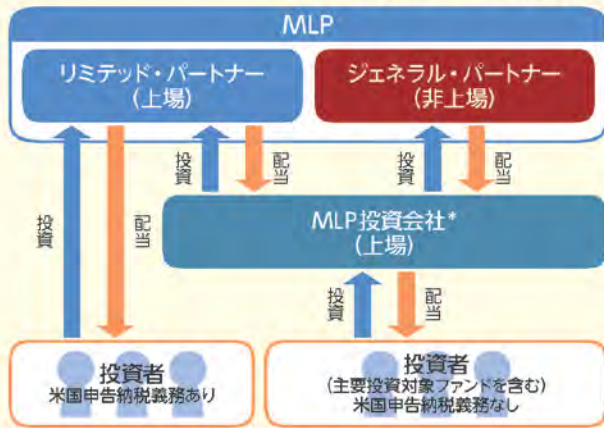 MLP
リミテッド・パートナー
(上場)
ジェネラル・パートナー
(非上場)
投資
配当
投資
配当
投資
配当
MLP投資会社*
(上場)
投資
配当
投資者
米国申告納税義務あり
投資者
(主要投資対象ファンドを含む)
米国申告納税義務なし